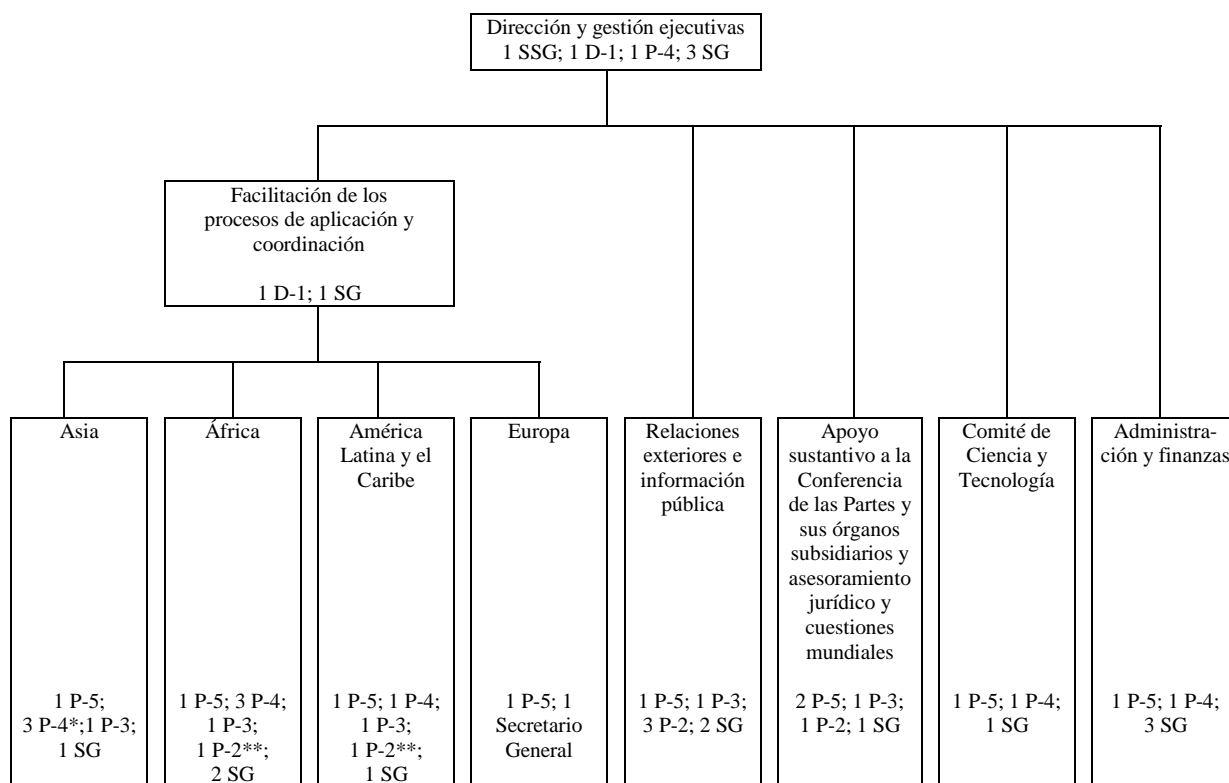 Dirección y gestión ejecutivas
1 SSG; 1 D-1; 1 P-4; 3 SG
Facilitación de los
procesos de aplicación y
coordinación
1 D-1; 1 SG
Asia
1 P-5;
3 P-4*;1 P-3;
1 SG
África
1 P-5; 3 P-4;
1 P-3;
1 P-2**;
2 SG
América
Latina y el
Caribe
1 P-5; 1 P-4;
1 P-3;
1 P-2**;
1 SG
Europa
1 P-5; 1
Secretario
General
Relaciones
exteriores e
información
pública
1 P-5; 1 P-3;
3 P-2; 2 SG
Apoyo
sustantivo a la
Conferencia
de las Partes y
sus órganos
subsidiarios y
asesoramiento
jurídico y
cuestiones
mundiales
2 P-5; 1 P-3;
1 P-2; 1 SG
Comité de
Ciencia y
Tecnología
1 P-5; 1 P-4;
1 SG
Administra-
ción y finanzas
1 P-5; 1 P-4;
3 SG